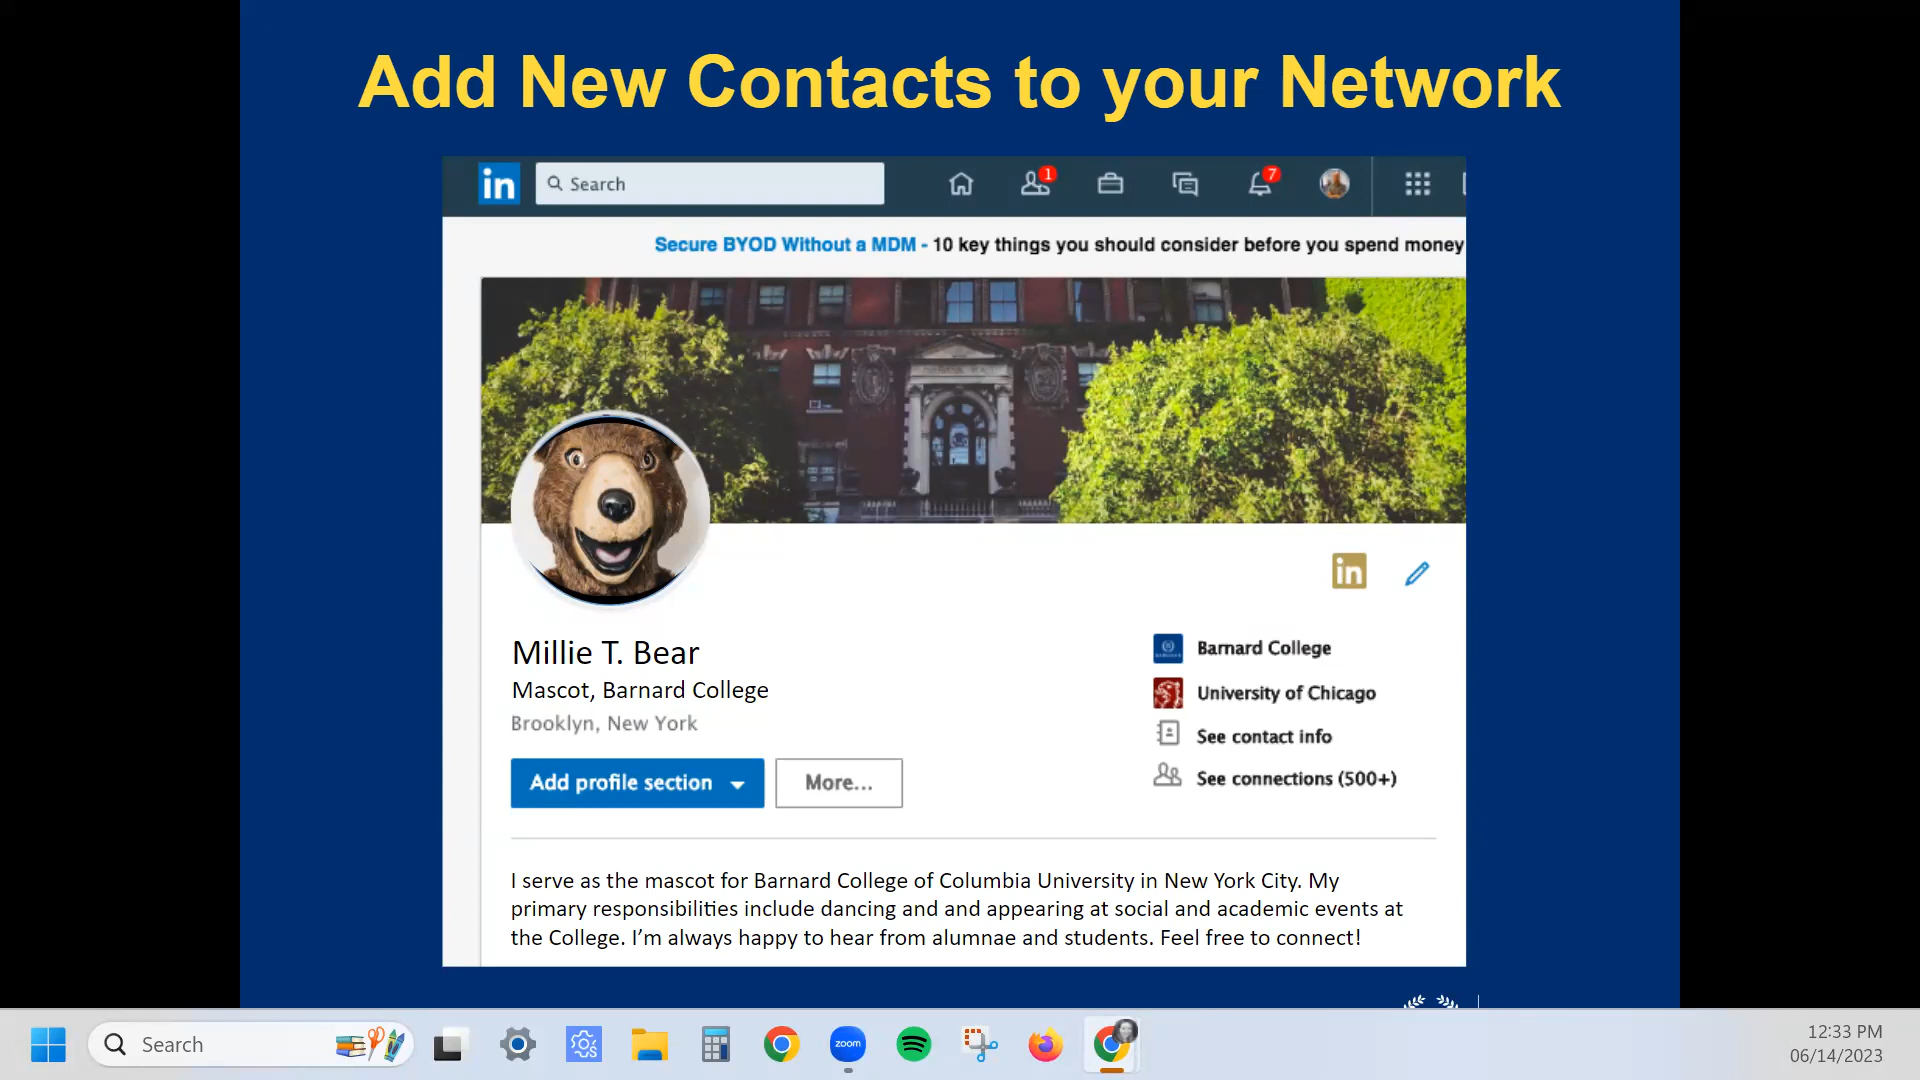 Add New Contacts to your Network
in
Search
1
7
Secure BYOD Without a MDM - 10 key things you should consider before you spend money
in
Millie T. Bear
Mascot, Barnard College
Brooklyn, New York
Add profile section
More...
Barnard College
University of Chicago
See contact info
See connections (500+)
I serve as the mascot for Barnard College of Columbia University in New York City. My
primary responsibilities include dancing and and appearing at social and academic events at
the College. I'm always happy to hear from alumnae and students. Feel free to connect!
Search
zoom
12:33 PM
06/14/2023